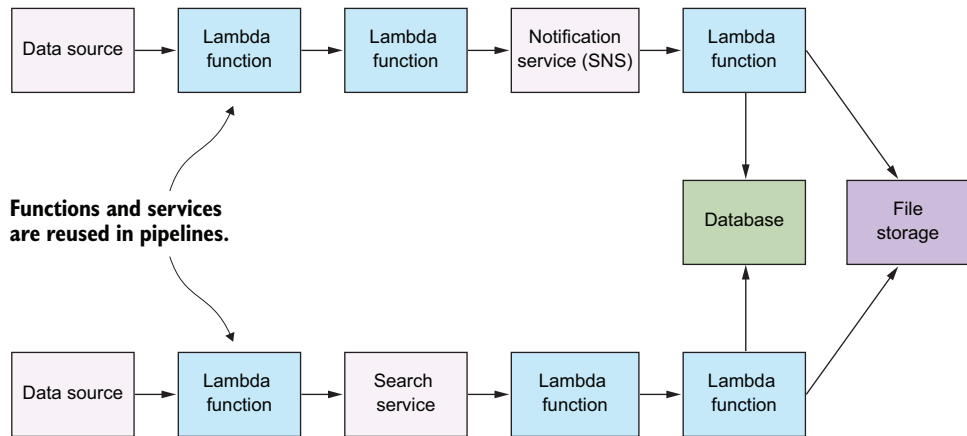 Data source
Lambda
function
Lambda
function
Notification
service (SNS)
Lambda
function
Functions and services
are reused in pipelines.
Database
File
storage
Data source
Lambda
function
Search
service
Lambda
function
Lambda
function